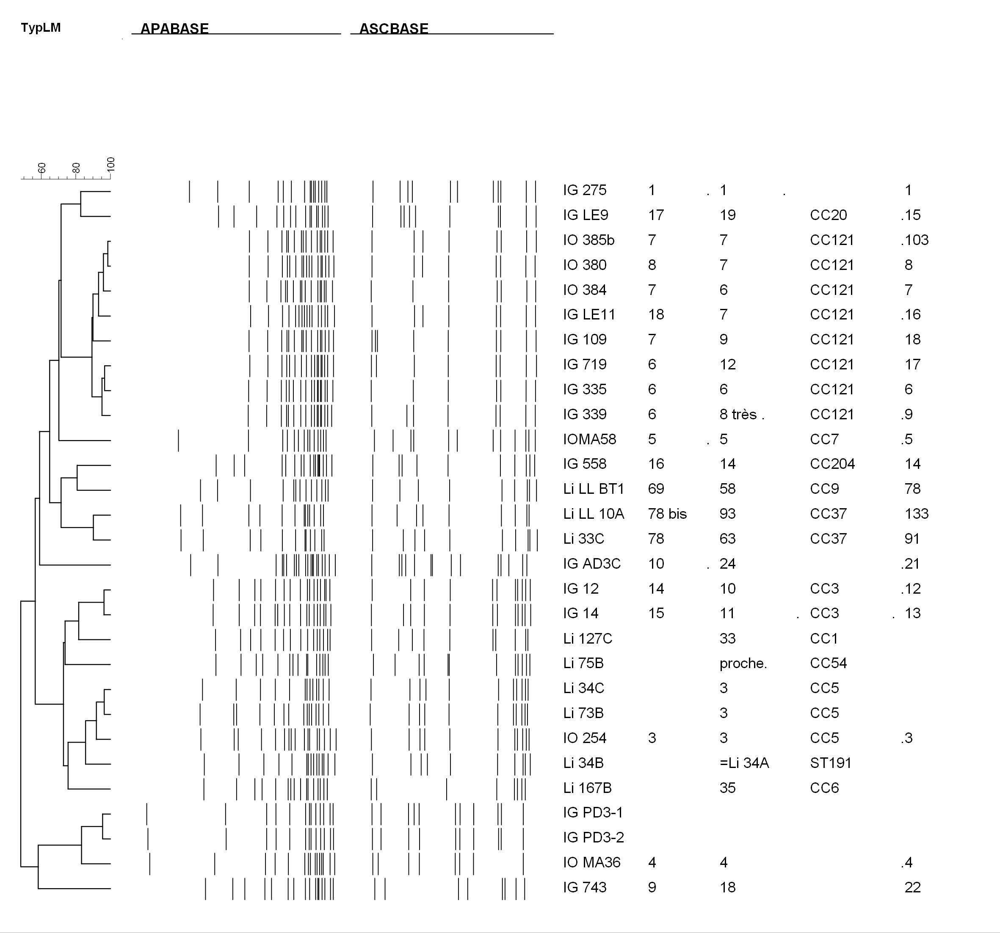 TypLM APABASE ASCBASE
60 80 100
IG 275 1 . 1 . 1
IG LE9 17 19 CC20 .15
IO 385b 7 7 CC121 .103
IO 380 8 7 CC121 8
IO 384 7 6 CC121 7
IG LE11 18 7 CC121 .16
IG 109 7 9 CC121 18
IG 719 6 12 CC121 17
IG 335 6 6 CC121 6
IG 339 6 8 très . CC121 .9
IOMA58 5 . 5 CC7 .5
IG 558 16 14 CC204 14
Li LL BT1 69 58 CC9 78
Li LL 10A 78 bis 93 CC37 133
Li 33C 78 63 CC37 91
IG AD3C 10 . 24 .21
IG 12 14 10 CC3 .12
IG 14 15 11 . CC3 . 13
Li 127C 33 CC1
Li 75B proche. CC54
Li 34C 3 CC5
Li 73B 3 CC5
IO 254 3 3 CC5 .3
Li 34B =Li 34A ST191
Li 167B 35 CC6
IG PD3-1
IG PD3-2
IO MA36 4 4 .4
IG 743 9 18 22